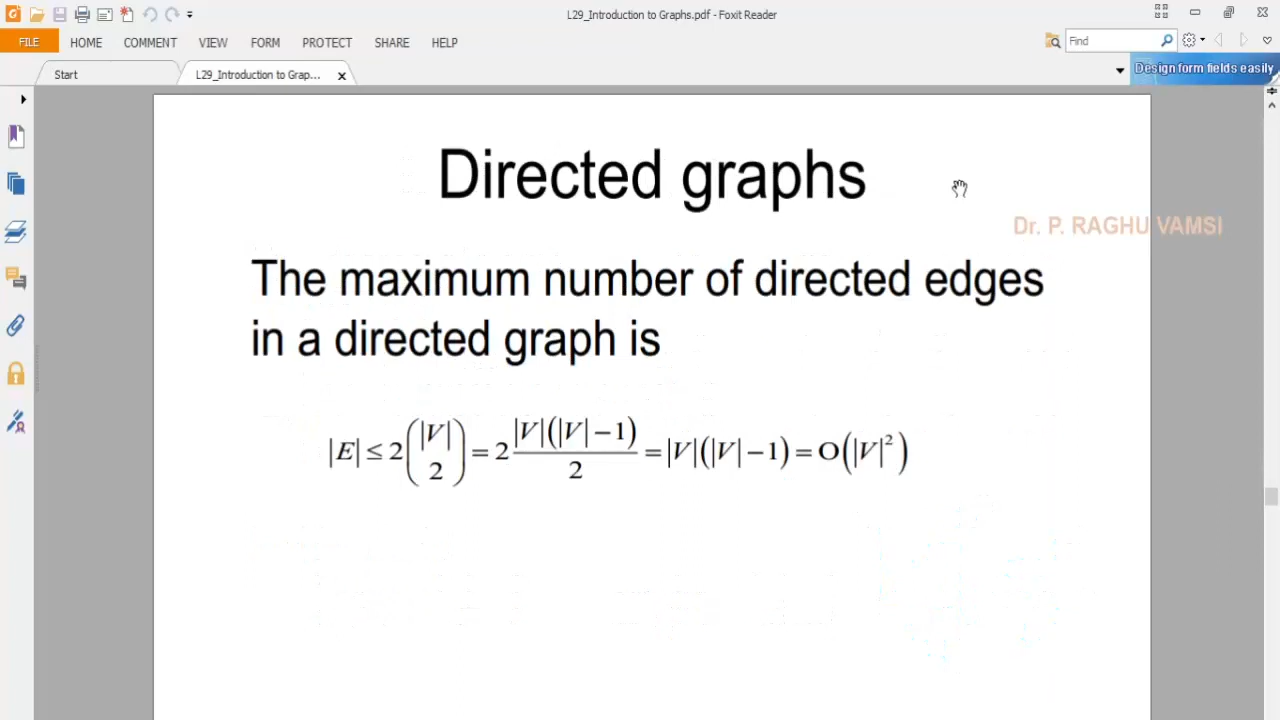 L29_Introduction to Graphs.pdf - Foxit Reader
FILE HOME COMMENT VIEW FORM PROTECT SHARE HELP
Find
Start
L29_Introduction to Grap... x
Design form fields easily
Directed graphs
Dr. P. RAGHU VAMSI
The maximum number of directed edges
in a directed graph is
|E| ≤ 2(|V| 2) = 2 |V|(|V| − 1)/2 = |V|(|V| − 1) = O(|V|²)